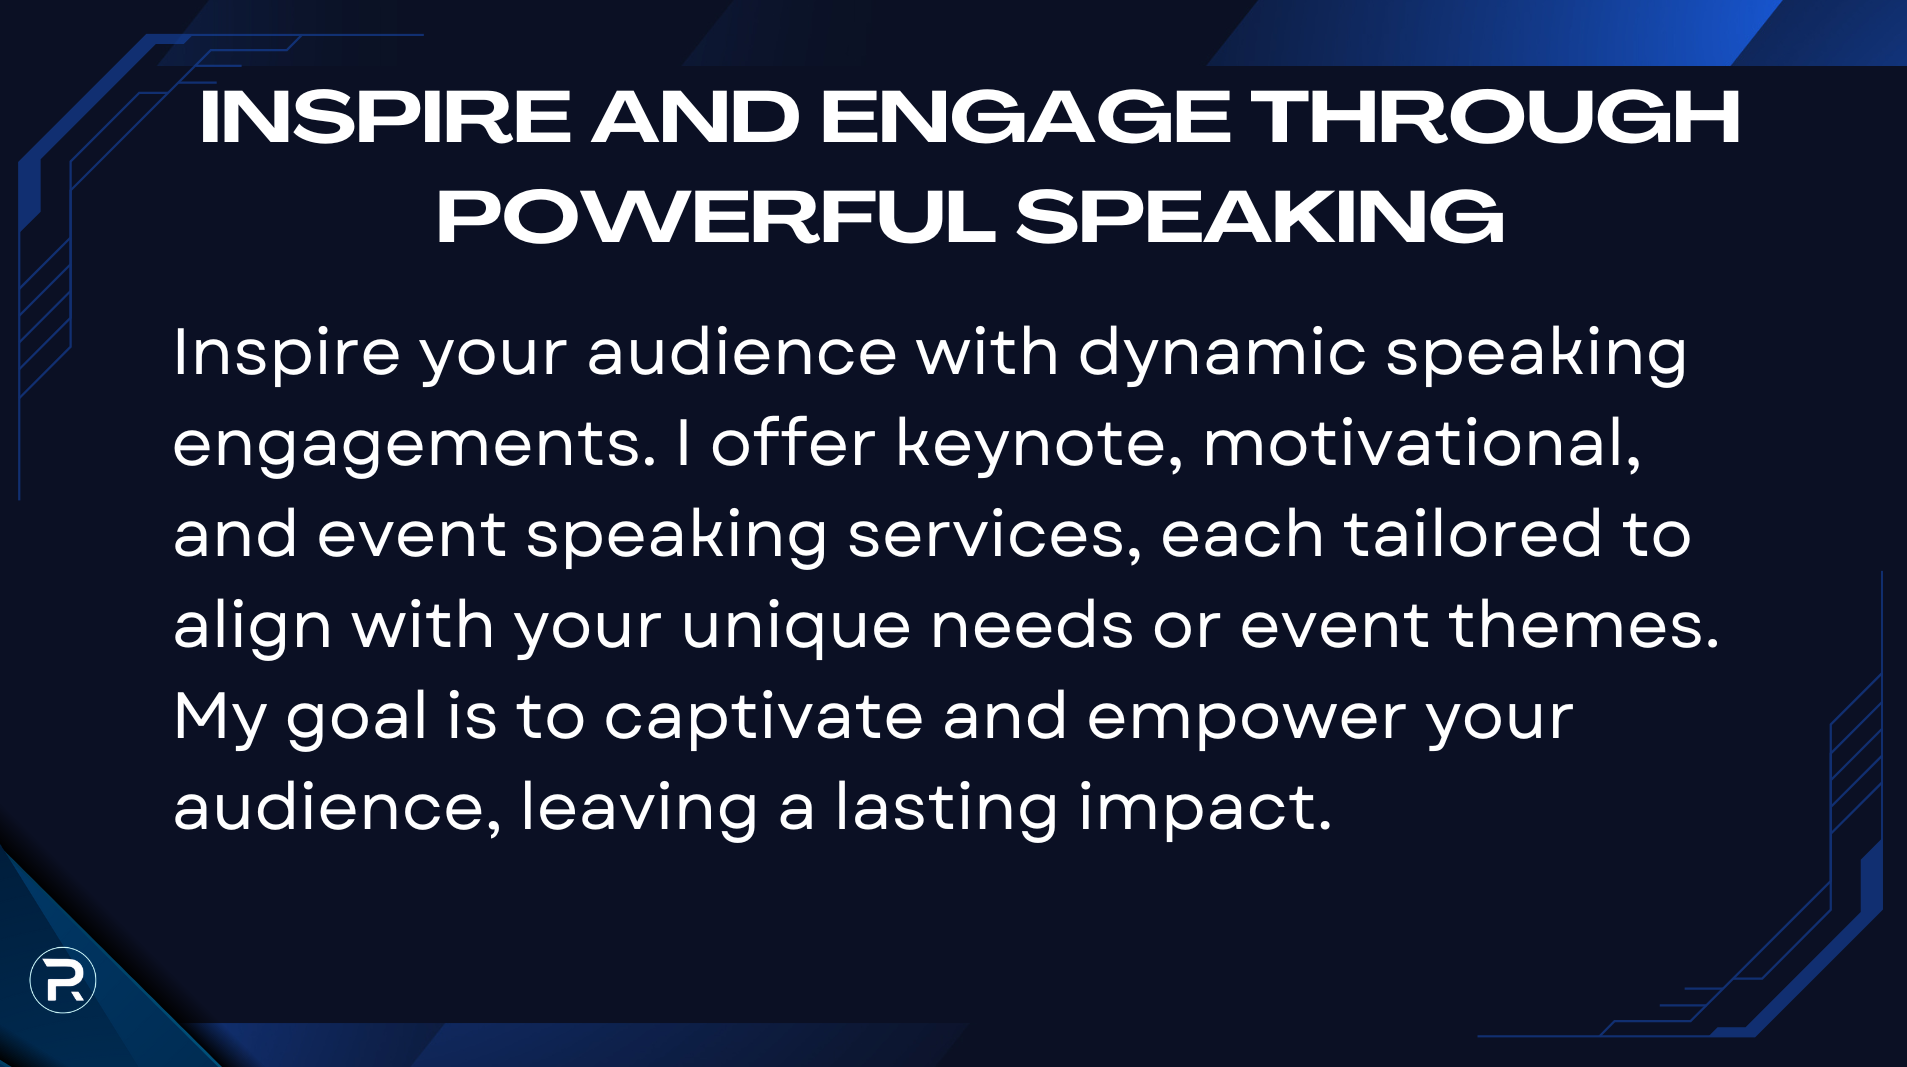 INSPIRE AND ENGAGE THROUGH
POWERFUL SPEAKING
Inspire your audience with dynamic speaking
engagements. I offer keynote, motivational,
and event speaking services, each tailored to
align with your unique needs or event themes.
My goal is to captivate and empower your
audience, leaving a lasting impact.
R